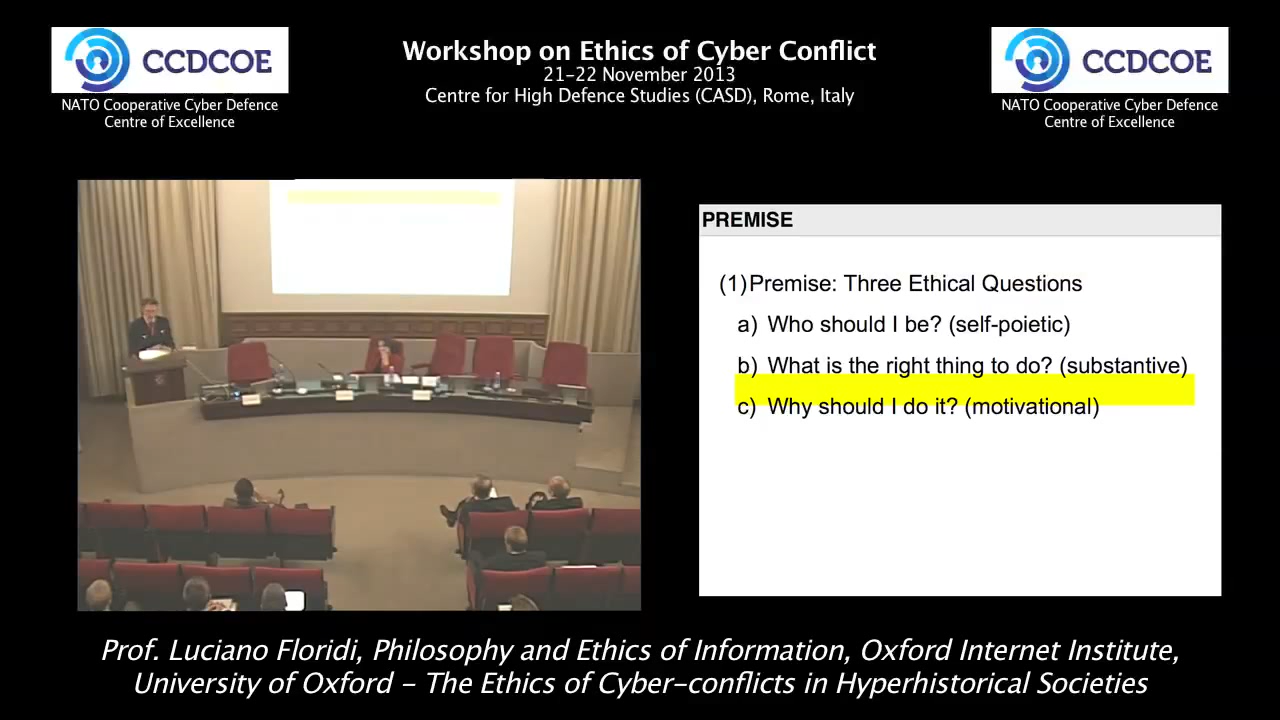 CCDCOE
NATO Cooperative Cyber Defence
Centre of Excellence
Workshop on Ethics of Cyber Conflict
21-22 November 2013
Centre for High Defence Studies (CASD), Rome, Italy
CCDCOE
NATO Cooperative Cyber Defence
Centre of Excellence
PREMISE
(1) Premise: Three Ethical Questions
a) Who should I be? (self-poietic)
b) What is the right thing to do? (substantive)
c) Why should I do it? (motivational)
Prof. Luciano Floridi, Philosophy and Ethics of Information, Oxford Internet Institute,
University of Oxford - The Ethics of Cyber-conflicts in Hyperhistorical Societies